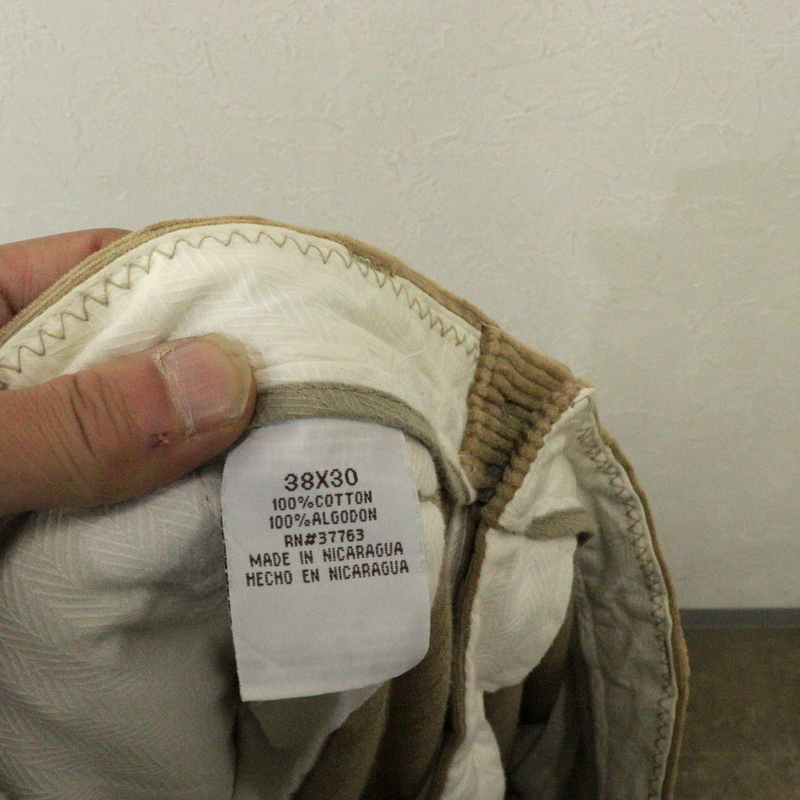 38X30
100%COTTON
100%ALGODON
RN#37763
MADE IN NICARAGUA
HECHO EN NICARAGUA